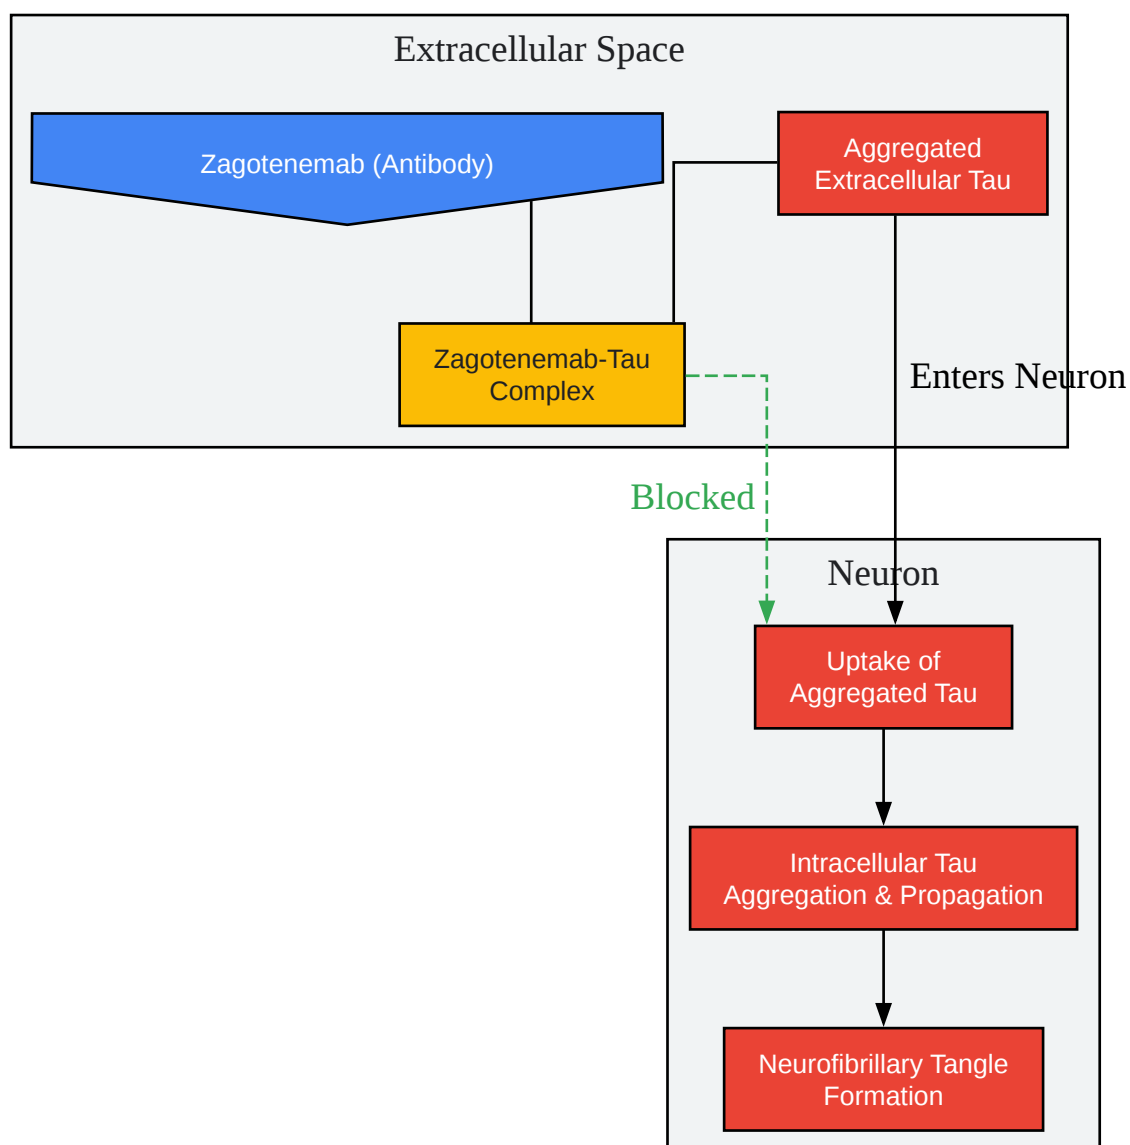 Extracellular Space
Zagotenemab (Antibody)
Aggregated
Extracellular Tau
Zagotenemab-Tau
Complex
Enters Neuron
Blocked
Neuron
Uptake of
Aggregated Tau
Intracellular Tau
Aggregation & Propagation
Neurofibrillary Tangle
Formation